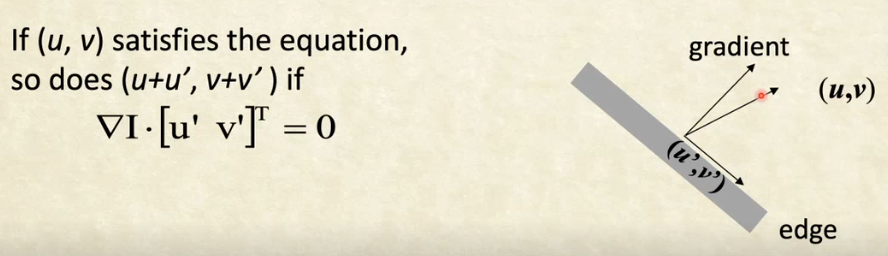 If (u, v) satisfies the equation,
so does (u+u’, v+v’ ) if
∇I⋅[u' v']ᵀ = 0
gradient
(u,v)
(u’,v’)
edge